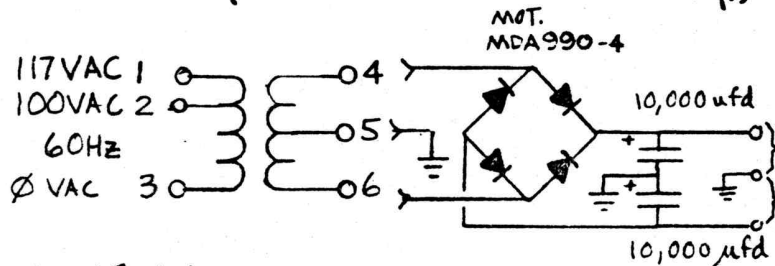 MOT.
MDA990-4
117VAC 1
100VAC 2
60Hz
Ø VAC 3
4
5
6
10,000 ufd
+
+
10,000 µfd